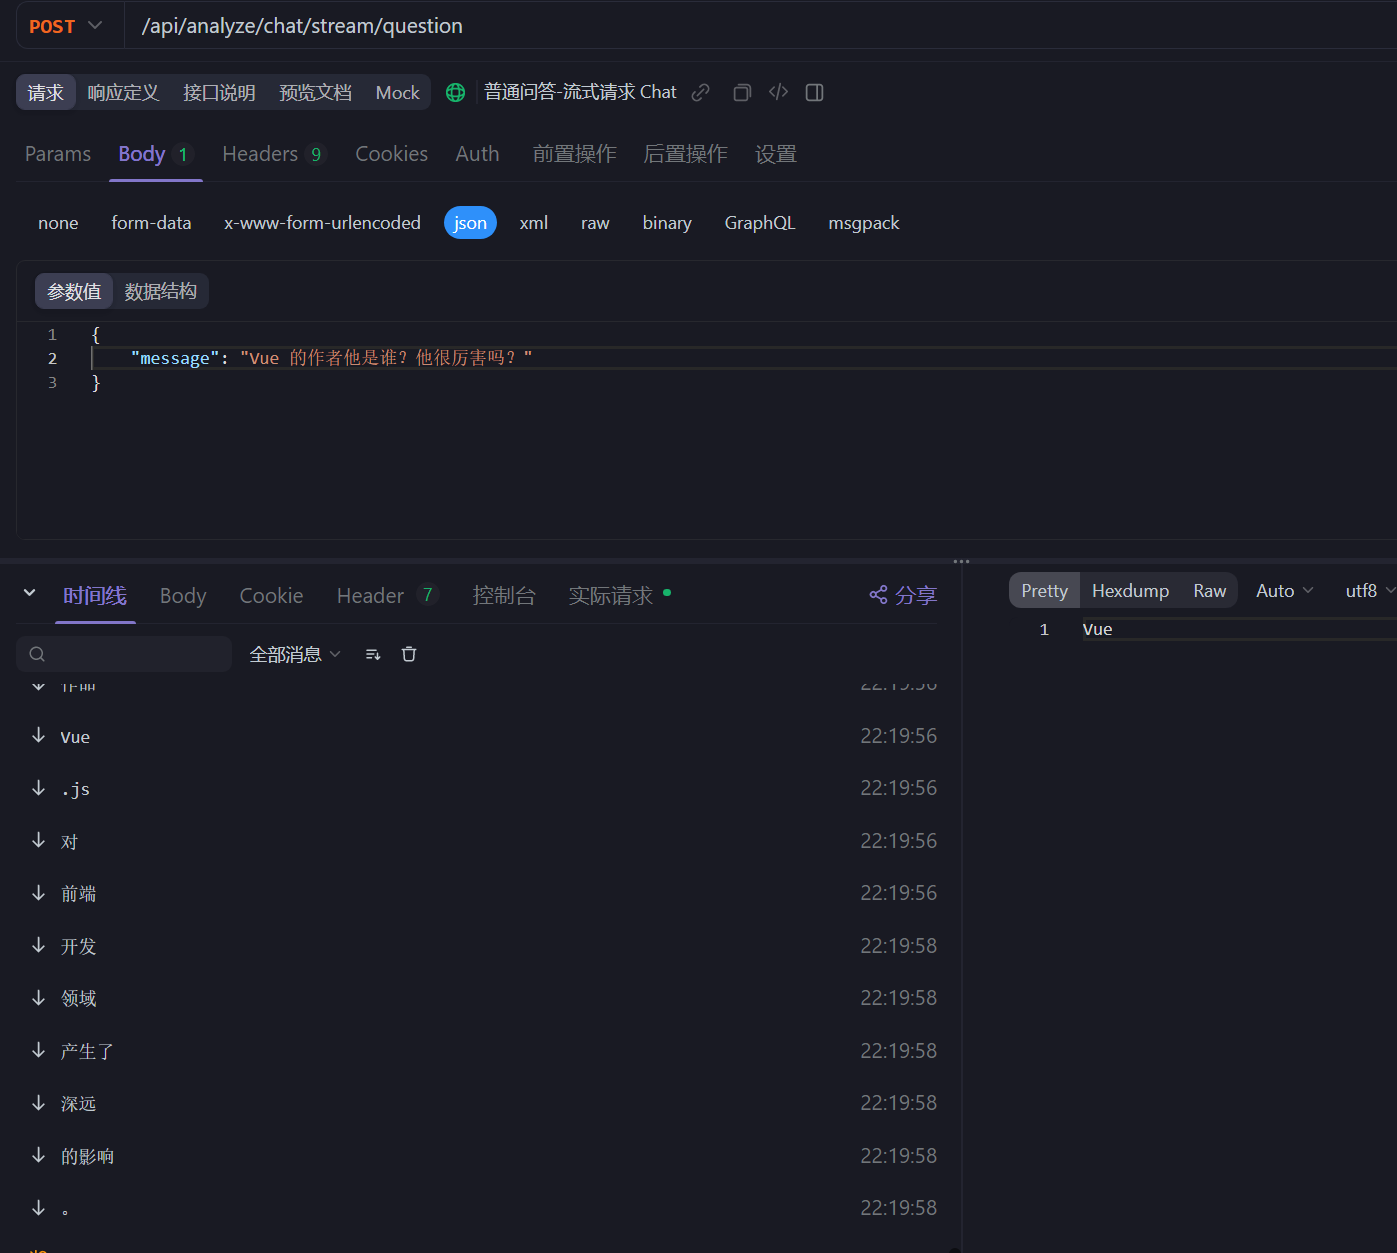 POST /api/analyze/chat/stream/question
请求 响应定义 接口说明 预览文档 Mock 普通问答-流式请求 Chat
Params Body 1 Headers 9 Cookies Auth 前置操作 后置操作 设置
none form-data x-www-form-urlencoded json xml raw binary GraphQL msgpack
参数值 数据结构
1 {
2 "message": "Vue 的作者他是谁？他很厉害吗？"
3 }
时间线 Body Cookie Header 7 控制台 实际请求 分享
Pretty Hexdump Raw Auto utf8
1 Vue
全部消息
作品 22:19:56
Vue 22:19:56
.js 22:19:56
对 22:19:56
前端 22:19:56
开发 22:19:58
领域 22:19:58
产生了 22:19:58
深远 22:19:58
的影响 22:19:58
。 22:19:58